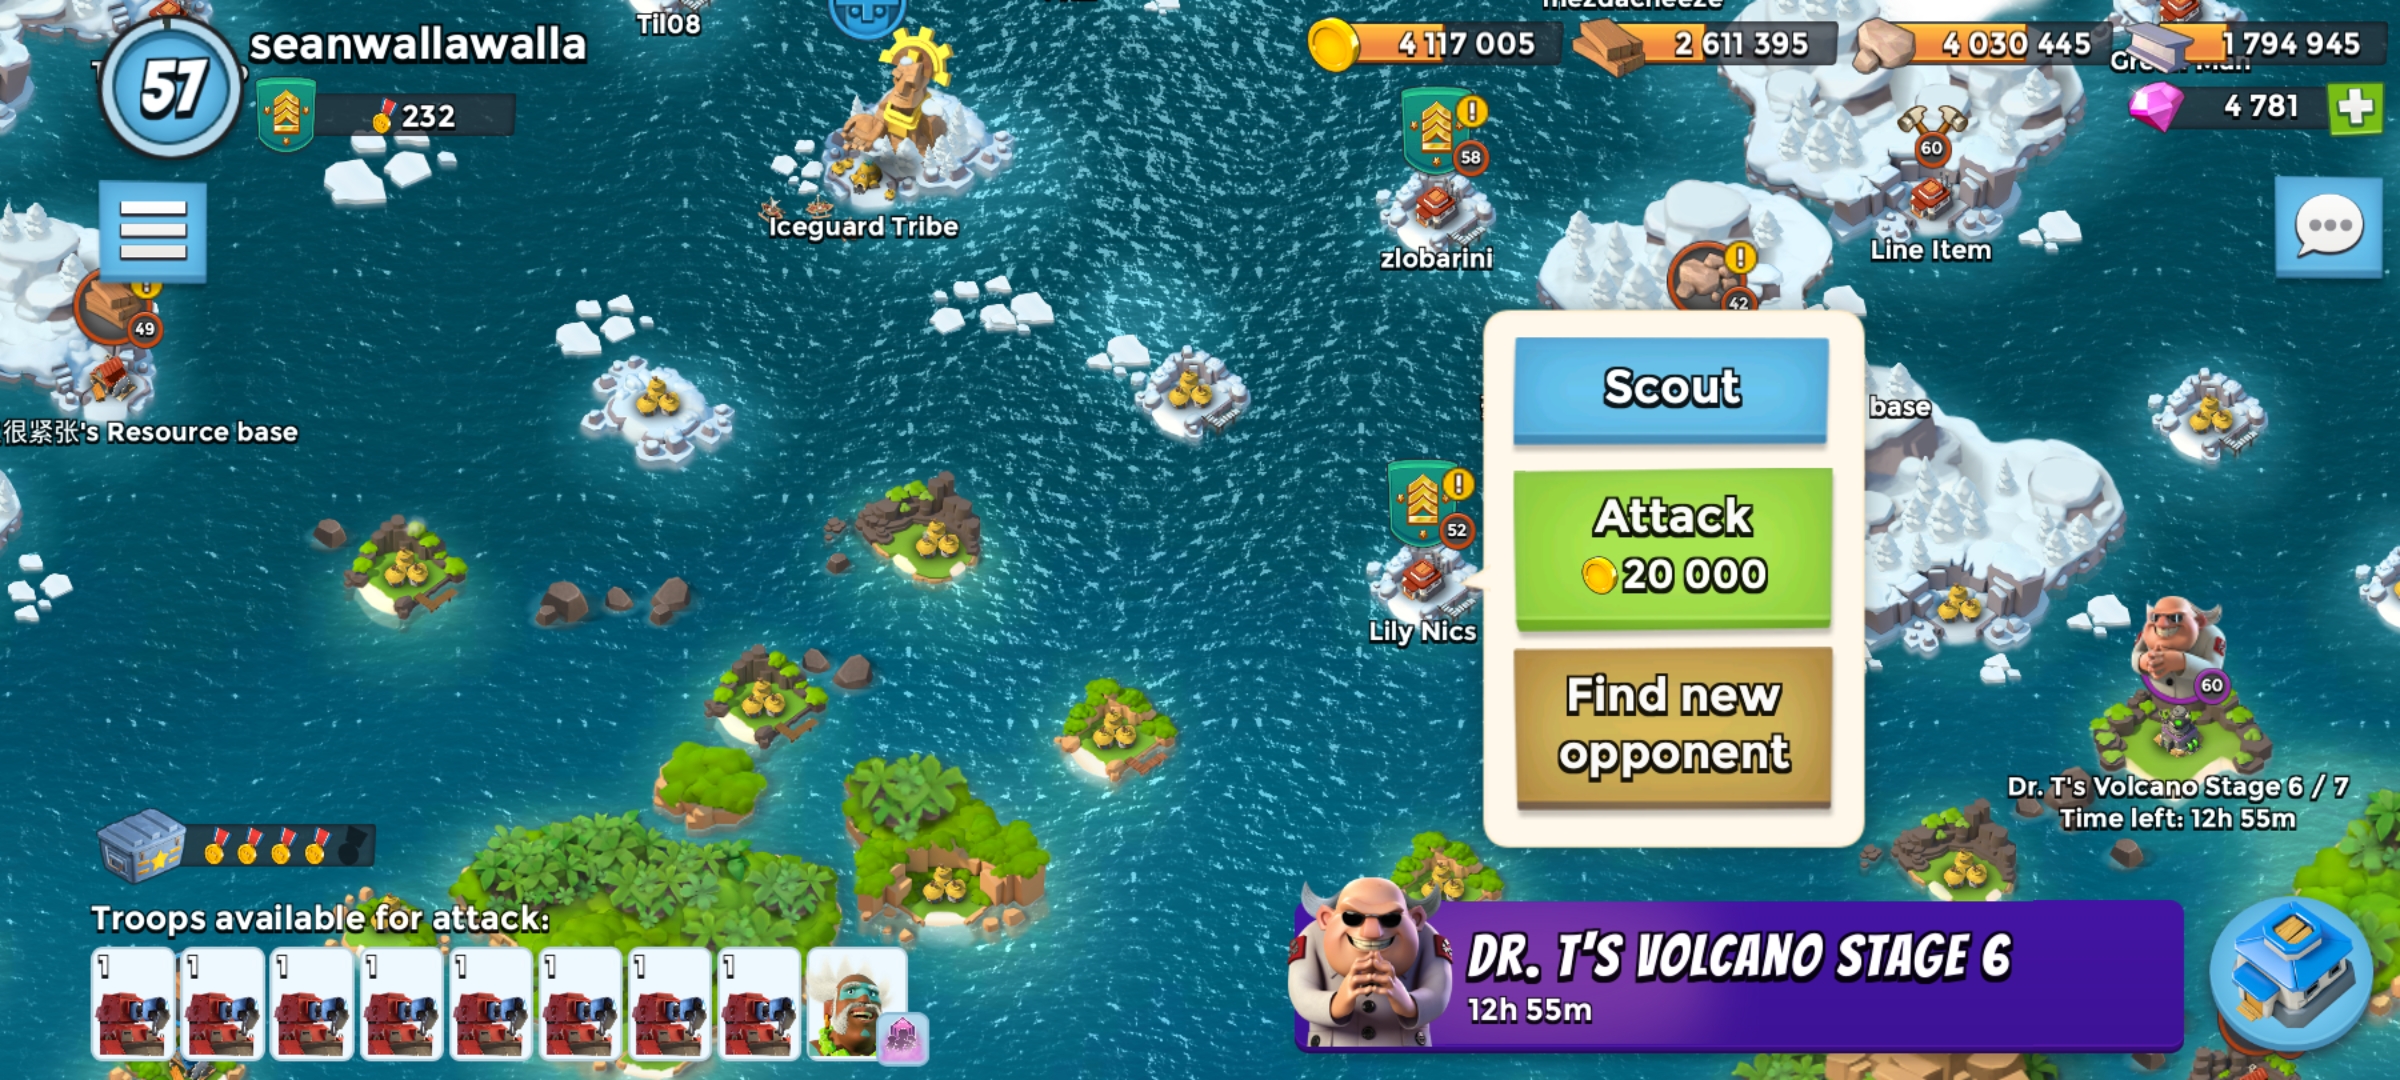 Til08
mezdacheeze
57
seanwallawalla
232
4 117 005
2 611 395
4 030 445
1 794 945
4 781
58
60
Iceguard Tribe
zlobarini
Line Item
49
42
很紧张's Resource base
Scout
base
Attack
20 000
52
Lily Nics
Find new
opponent
60
Dr. T's Volcano Stage 6 / 7
Time left: 12h 55m
Troops available for attack:
1
1
1
1
1
1
1
1
DR. T'S VOLCANO STAGE 6
12h 55m